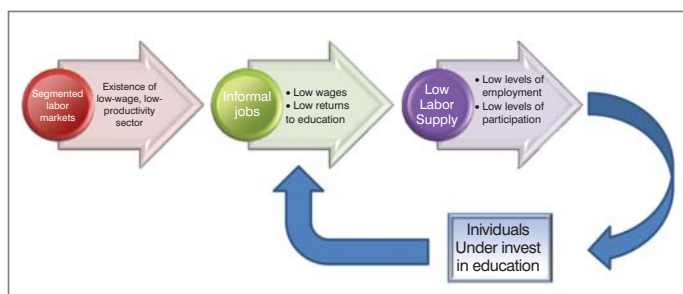 Segmented
labor
markets
Existence of
low-wage, low-
productivity
sector
Informal
jobs
• Low wages
• Low returns
to education
Low
Labor
Supply
• Low levels of
employment
• Low levels of
participation
Inividuals
Under invest
in education